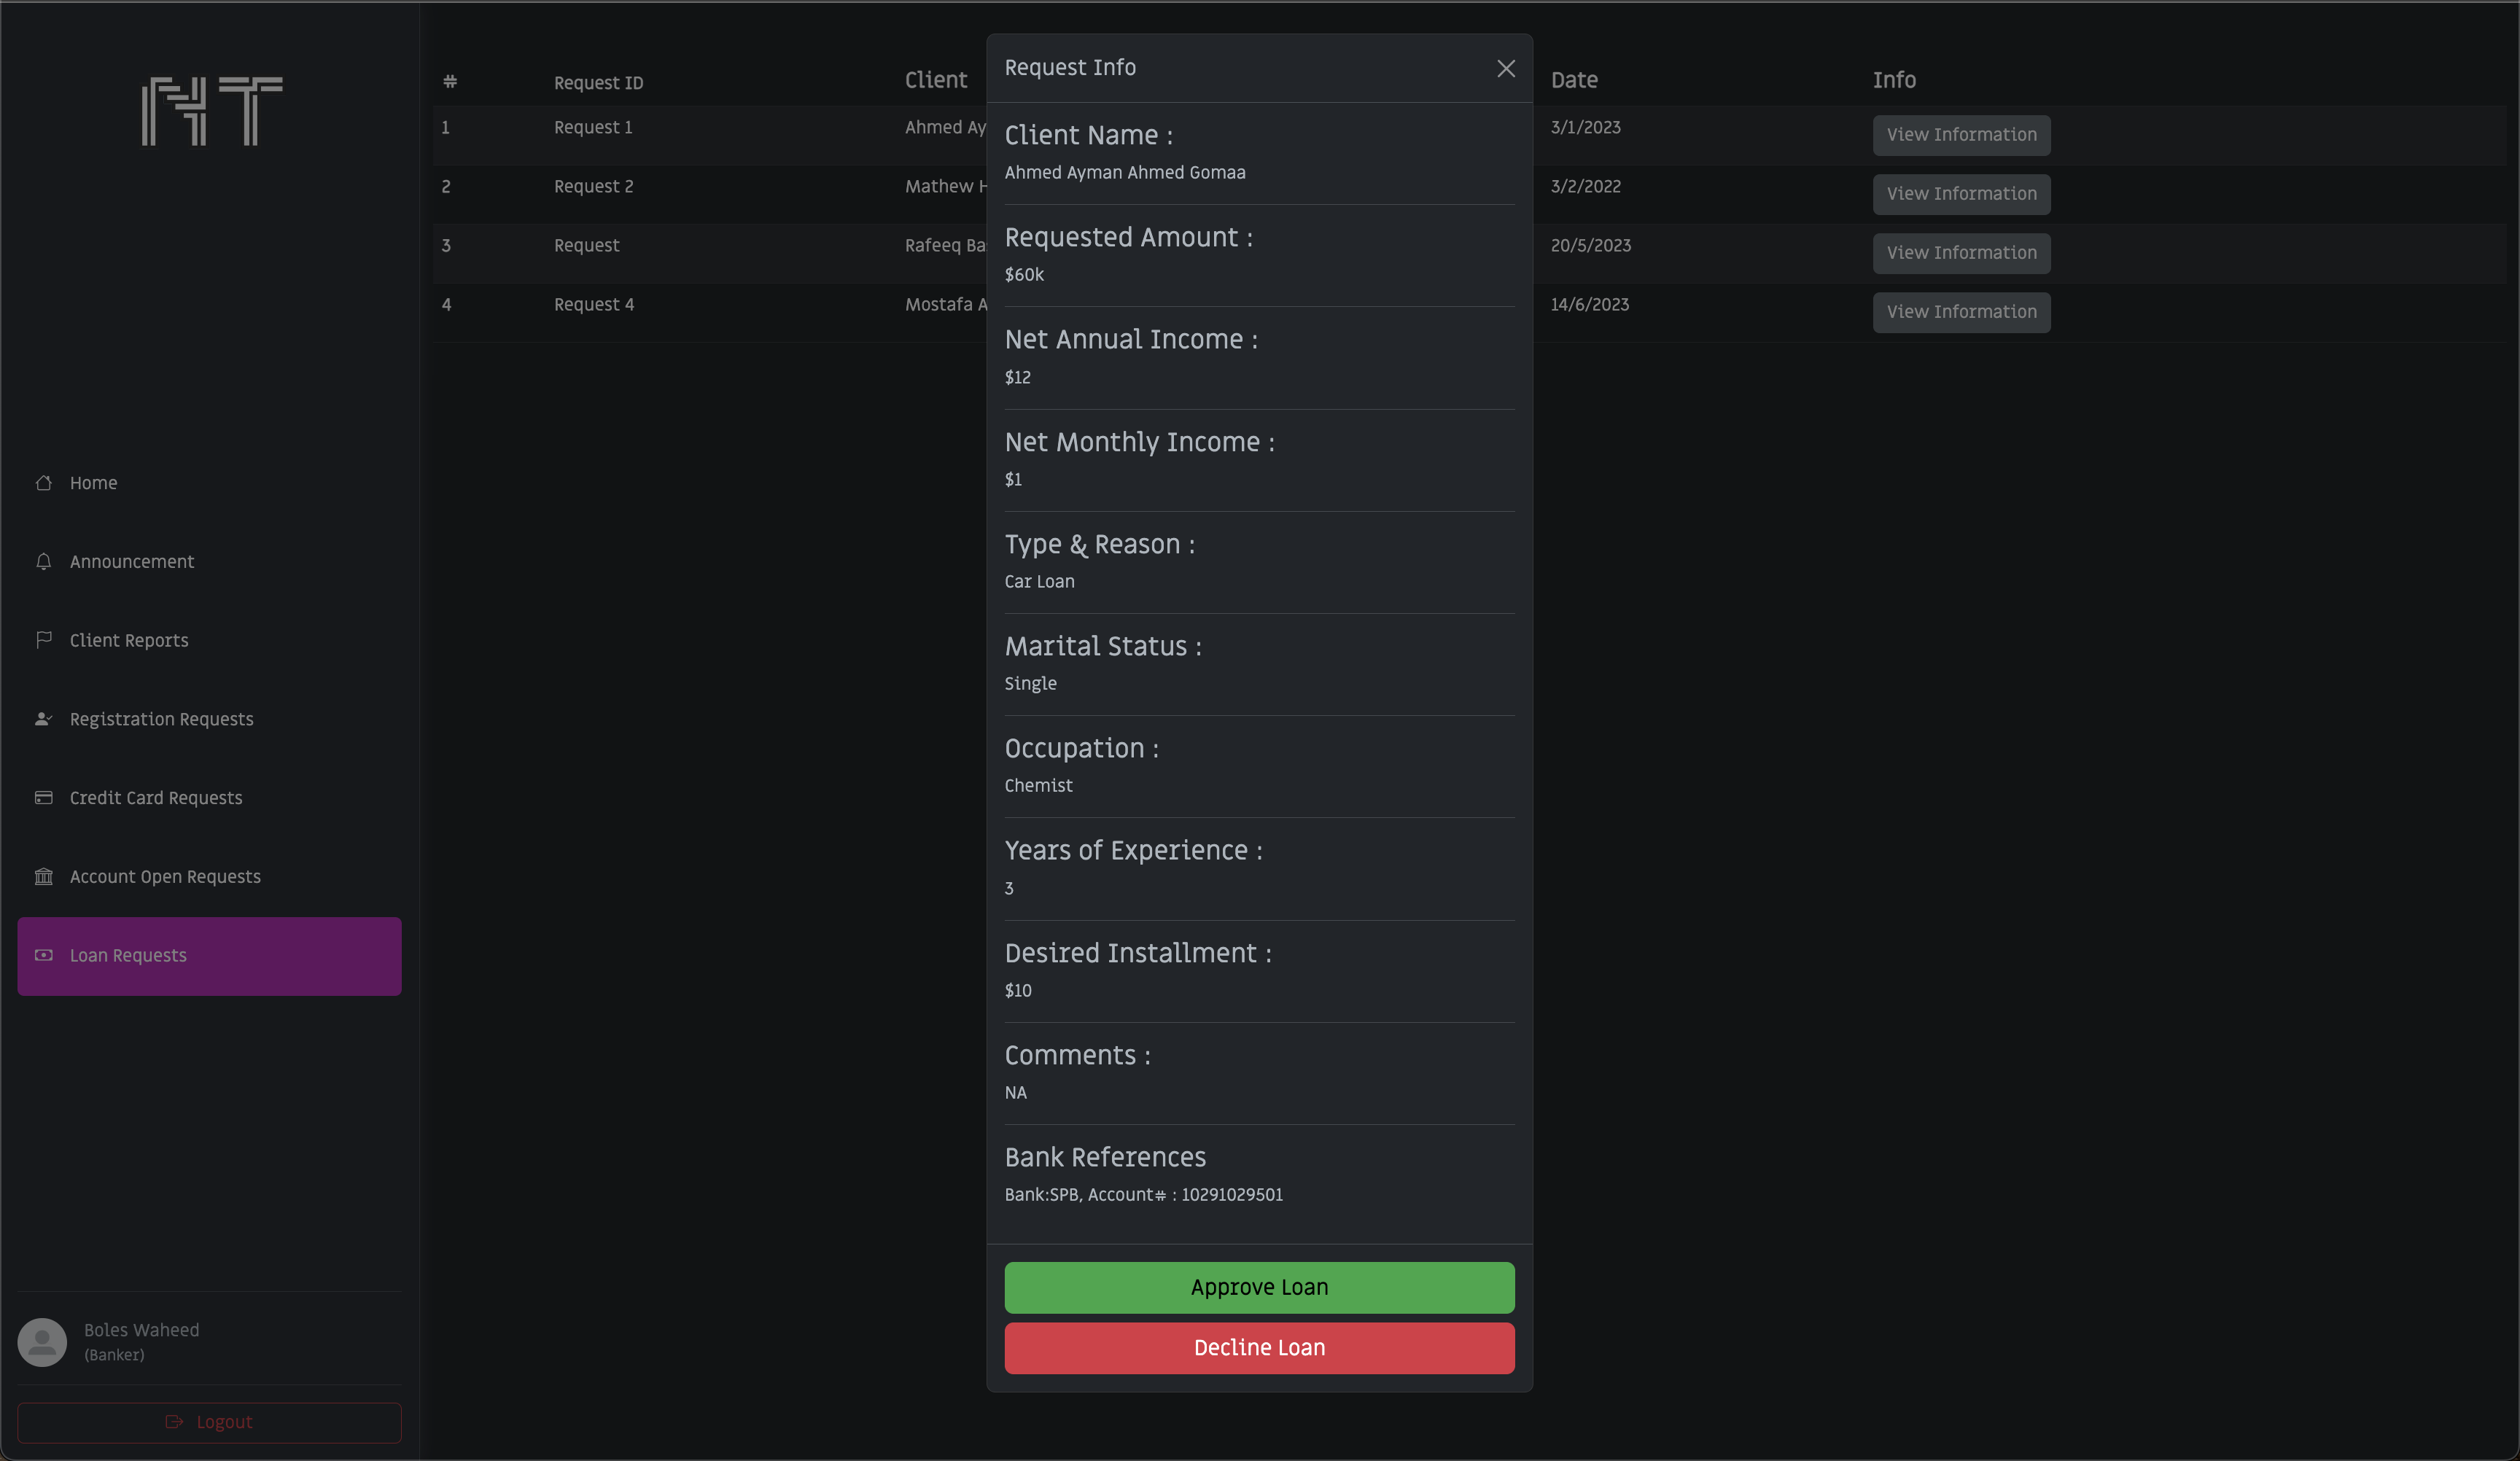 NT
Home
Announcement
Client Reports
Registration Requests
Credit Card Requests
Account Open Requests
Loan Requests
Boles Waheed
(Banker)
Logout
# Request ID Client Date Info
1 Request 1 Ahmed Ay 3/1/2023 View Information
2 Request 2 Mathew H 3/2/2022 View Information
3 Request Rafeeq Ba 20/5/2023 View Information
4 Request 4 Mostafa A 14/6/2023 View Information
Request Info
Client Name :
Ahmed Ayman Ahmed Gomaa
Requested Amount :
$60k
Net Annual Income :
$12
Net Monthly Income :
$1
Type & Reason :
Car Loan
Marital Status :
Single
Occupation :
Chemist
Years of Experience :
3
Desired Installment :
$10
Comments :
NA
Bank References
Bank:SPB, Account# : 10291029501
Approve Loan
Decline Loan